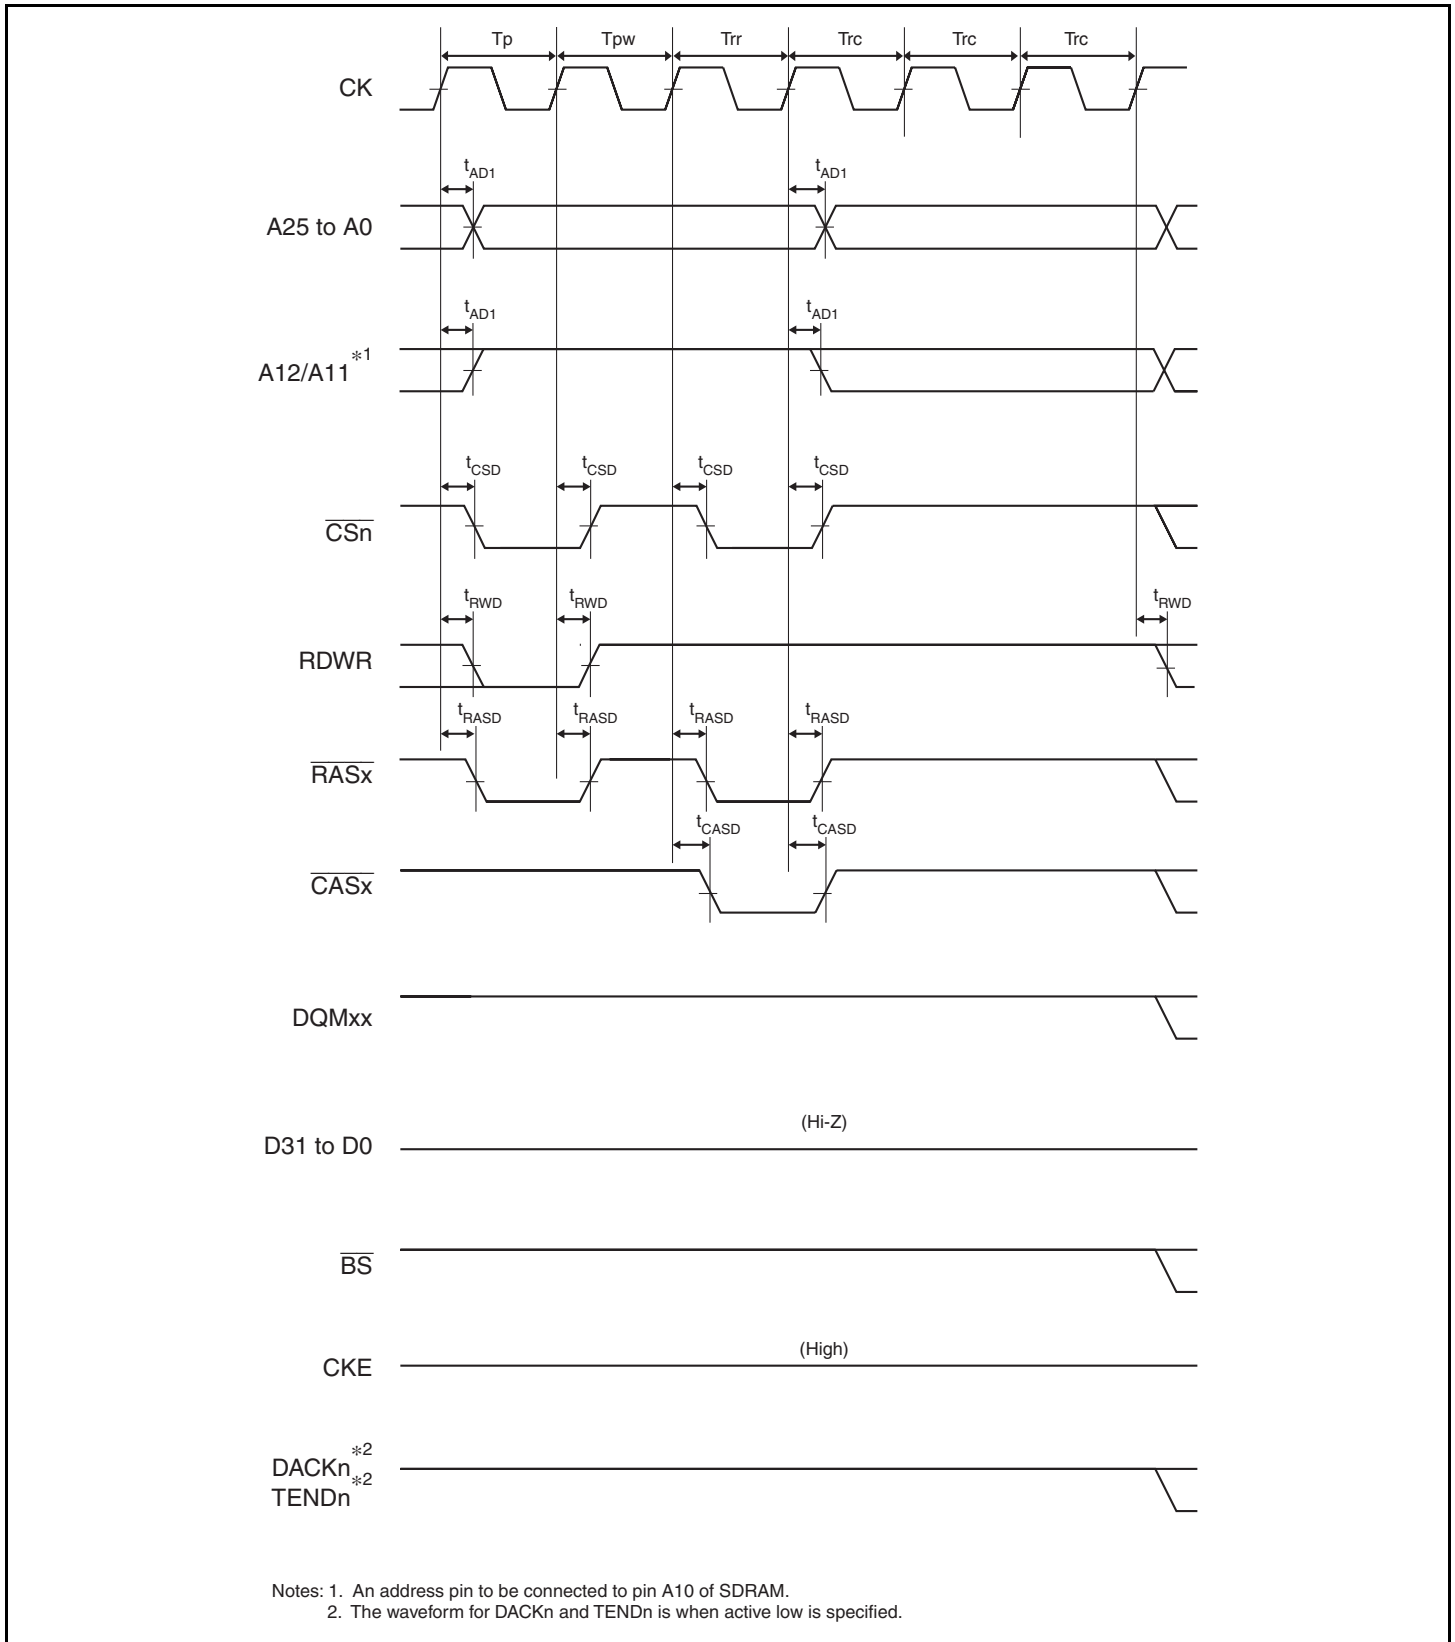 Tp Tpw Trr Trc Trc Trc
CK
tAD1 tAD1
A25 to A0
tAD1 tAD1
A12/A11*1
tCSD tCSD tCSD tCSD
CSn
tRWD tRWD tRWD
RDWR
tRASD tRASD tRASD tRASD
RASx
tCASD tCASD
CASx
DQMxx
(Hi-Z)
D31 to D0
BS
(High)
CKE
DACKn*2
TENDn*2
Notes: 1. An address pin to be connected to pin A10 of SDRAM.
2. The waveform for DACKn and TENDn is when active low is specified.